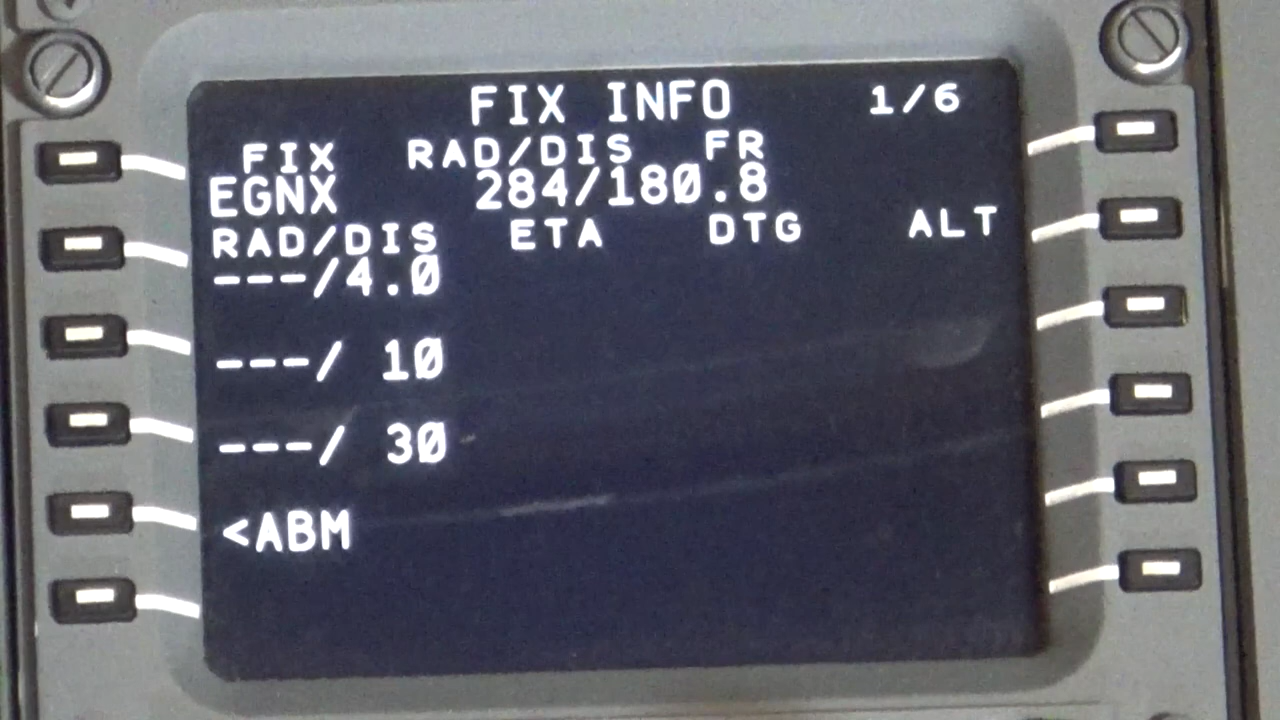 FIX INFO 1/6
FIX RAD/DIS FR
EGNX 284/180.8
RAD/DIS ETA DTG ALT
---/4.0
---/ 10
---/ 30
<ABM